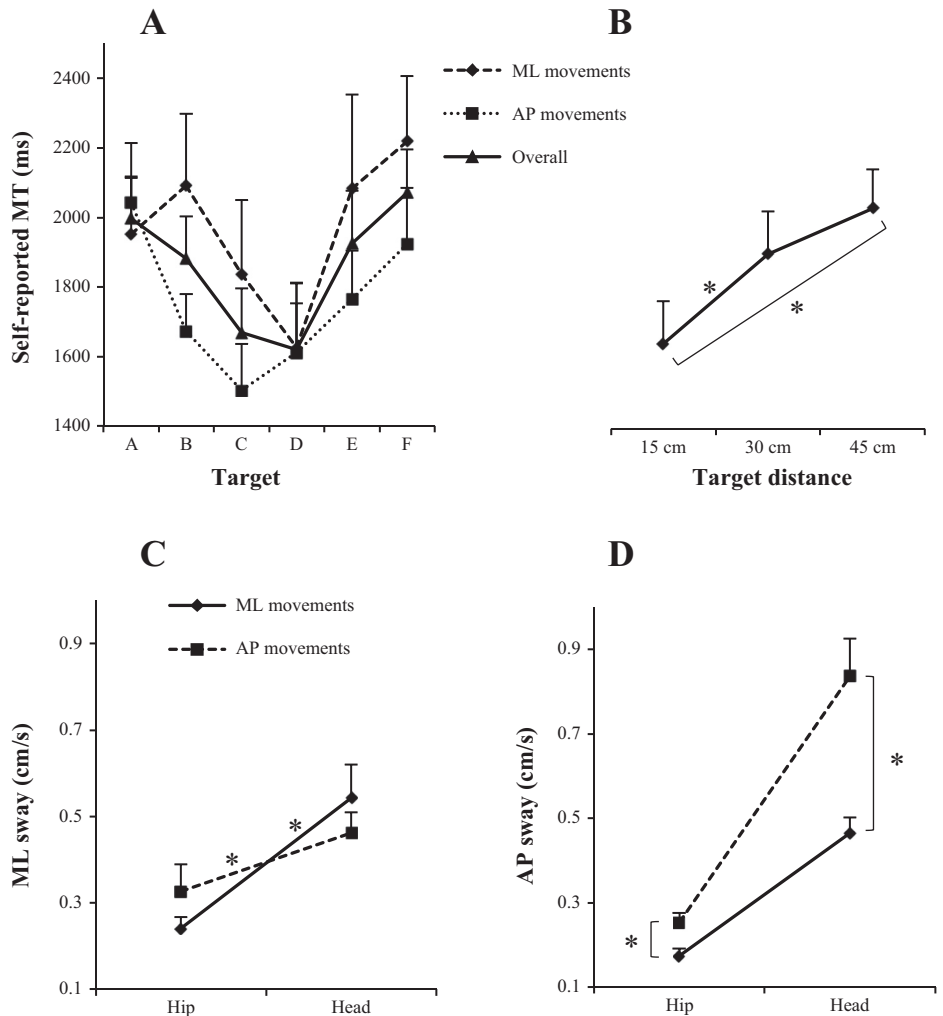 A
Self-reported MT (ms)
2400
2200
2000
1800
1600
1400
A B C D E F
Target
ML movements
AP movements
Overall
B
*
*
15 cm 30 cm 45 cm
Target distance
C
ML movements
AP movements
ML sway (cm/s)
0.9
0.7
0.5
0.3
0.1
*
*
Hip Head
D
AP sway (cm/s)
0.9
0.7
0.5
0.3
0.1
*
*
Hip Head